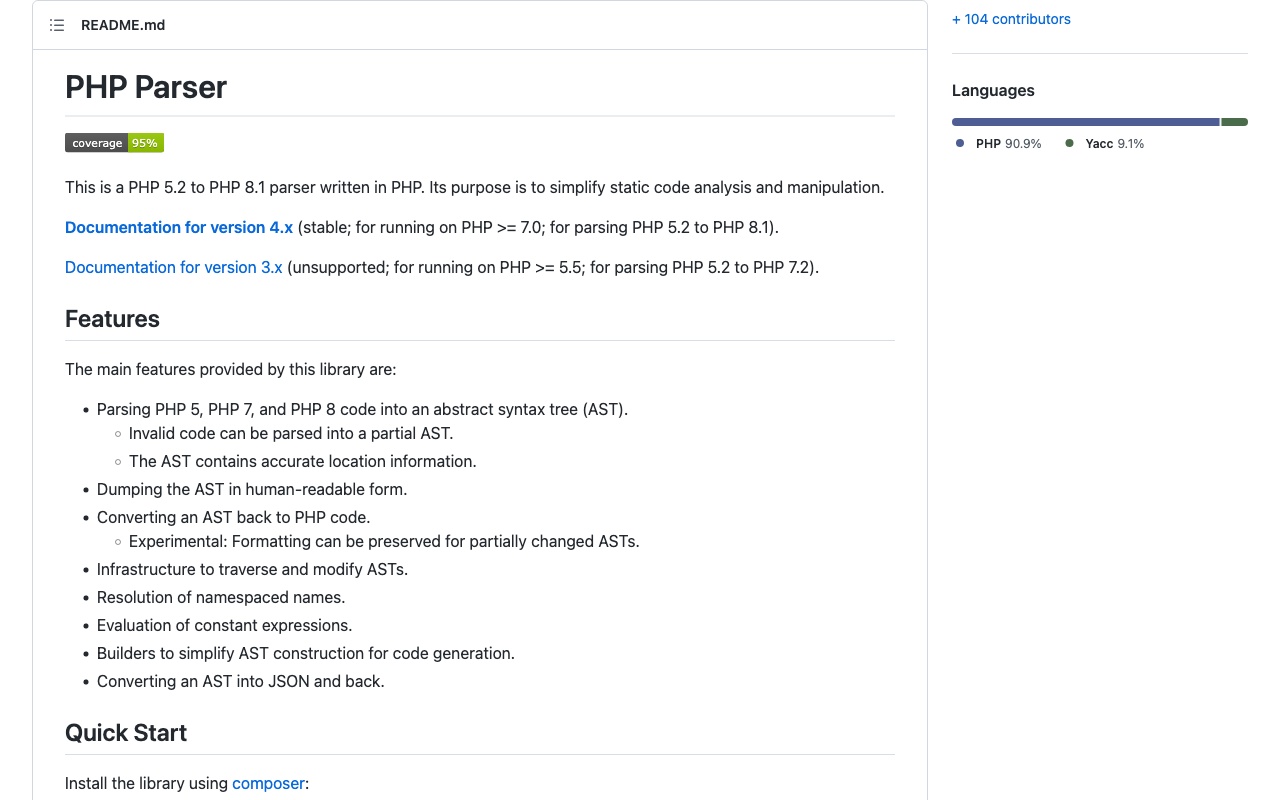 README.md
PHP Parser
coverage 95%
This is a PHP 5.2 to PHP 8.1 parser written in PHP. Its purpose is to simplify static code analysis and manipulation.
Documentation for version 4.x (stable; for running on PHP >= 7.0; for parsing PHP 5.2 to PHP 8.1).
Documentation for version 3.x (unsupported; for running on PHP >= 5.5; for parsing PHP 5.2 to PHP 7.2).
Features
The main features provided by this library are:
• Parsing PHP 5, PHP 7, and PHP 8 code into an abstract syntax tree (AST).
◦ Invalid code can be parsed into a partial AST.
◦ The AST contains accurate location information.
• Dumping the AST in human-readable form.
• Converting an AST back to PHP code.
◦ Experimental: Formatting can be preserved for partially changed ASTs.
• Infrastructure to traverse and modify ASTs.
• Resolution of namespaced names.
• Evaluation of constant expressions.
• Builders to simplify AST construction for code generation.
• Converting an AST into JSON and back.
Quick Start
Install the library using composer:
+ 104 contributors
Languages
PHP 90.9% Yacc 9.1%